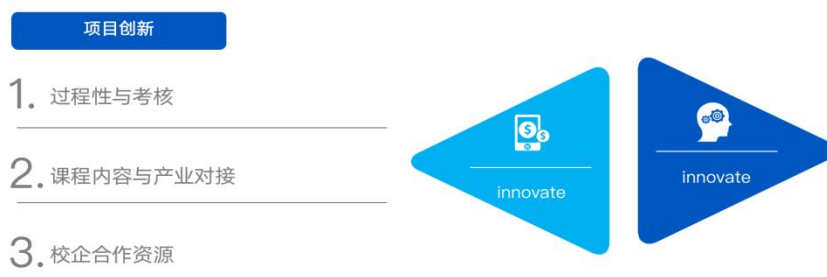 项目创新
1. 过程性与考核
2. 课程内容与产业对接
3. 校企合作资源
innovate
innovate